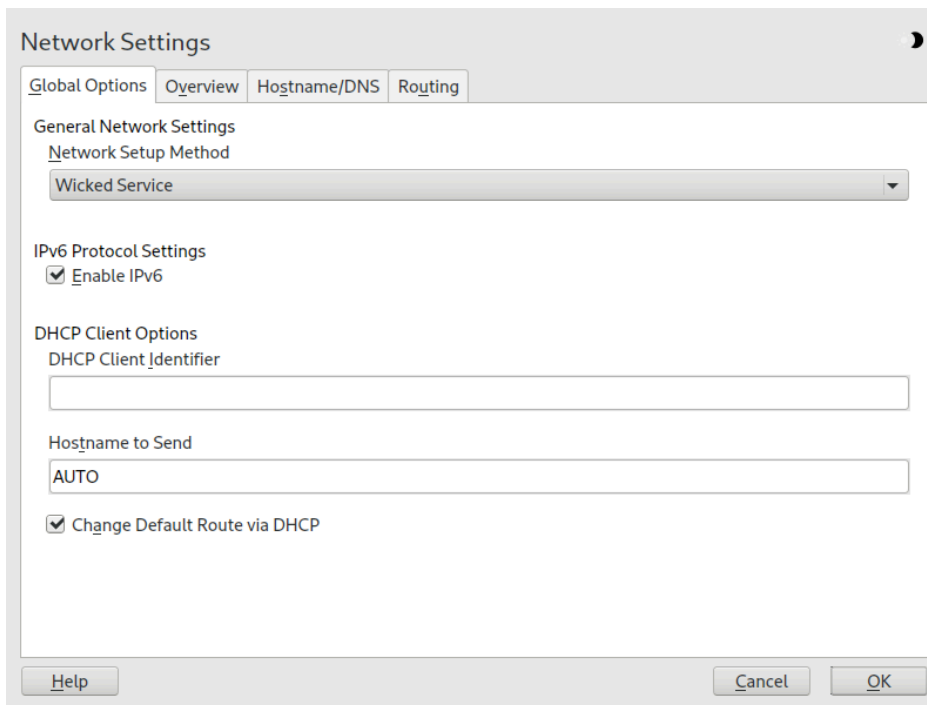 Network Settings
Global Options Overview Hostname/DNS Routing
General Network Settings
Network Setup Method
Wicked Service
IPv6 Protocol Settings
Enable IPv6
DHCP Client Options
DHCP Client Identifier
Hostname to Send
AUTO
Change Default Route via DHCP
Help Cancel OK